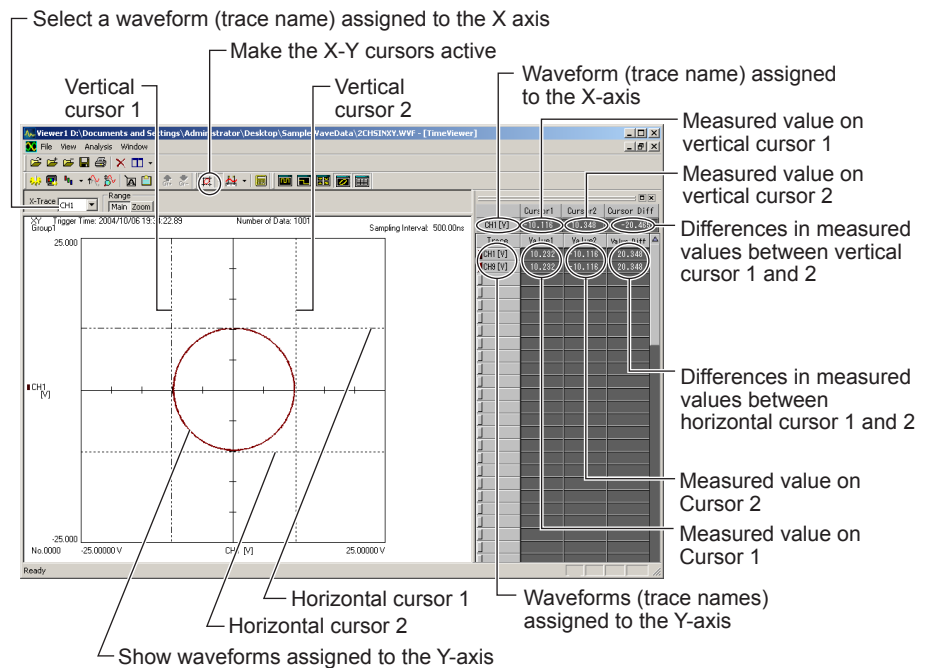 Select a waveform (trace name) assigned to the X axis
Make the X-Y cursors active
Vertical
cursor 1
Vertical
cursor 2
Waveform (trace name) assigned
to the X-axis
Measured value on
vertical cursor 1
Measured value on
vertical cursor 2
Differences in measured
values between vertical
cursor 1 and 2
Differences in measured
values between
horizontal cursor 1 and 2
Measured value on
Cursor 2
Measured value on
Cursor 1
Waveforms (trace names)
assigned to the Y-axis
Horizontal cursor 1
Horizontal cursor 2
Show waveforms assigned to the Y-axis
Viewer1 D:\Documents and Settings\Administrator\Desktop\Sample WaveData\2CHSINXY.WVF - [TimeViewer]
File View Analysis Window
X-Trace CH1 Range
Main Zoom
XY Trigger Time: 2004/10/06 19:3 :22.89 Number of Data: 1001
Group1 Sampling Interval: 500.00ns
25.000
CH1
[V]
-25.000
No.0000 -25.00000 V CH1 [V] 25.00000 V
Ready
Cursor1 Cursor2 Cursor Diff
CH1 [V] 10.348
Trace Value1 Value2 Value Diff
CH1 [V] 10.232 -10.116 20.348
CH9 [V] 10.232 -10.116 20.348